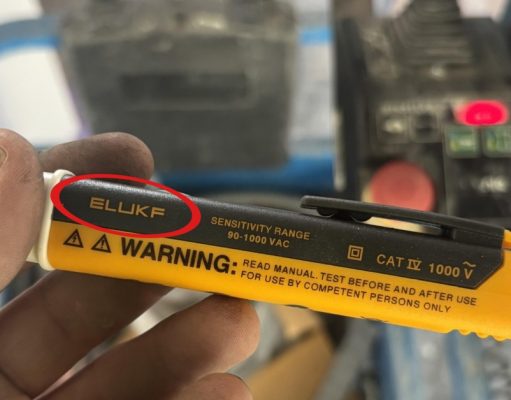 ELUKF
SENSITIVITY RANGE
90-1000 VAC
CAT IV 1000 V
WARNING:
READ MANUAL. TEST BEFORE AND AFTER USE
FOR USE BY COMPETENT PERSONS ONLY